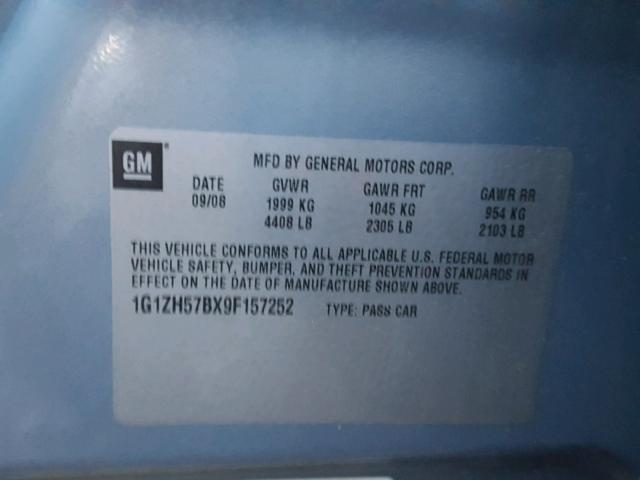 GM
MFD BY GENERAL MOTORS CORP.
DATE GVWR GAWR FRT GAWR RR
09/08 1999 KG 1045 KG 954 KG
4408 LB 2305 LB 2103 LB
THIS VEHICLE CONFORMS TO ALL APPLICABLE U.S. FEDERAL MOTOR
VEHICLE SAFETY, BUMPER, AND THEFT PREVENTION STANDARDS IN
EFFECT ON THE DATE OF MANUFACTURE SHOWN ABOVE.
1G1ZH57BX9F157252 TYPE: PASS CAR